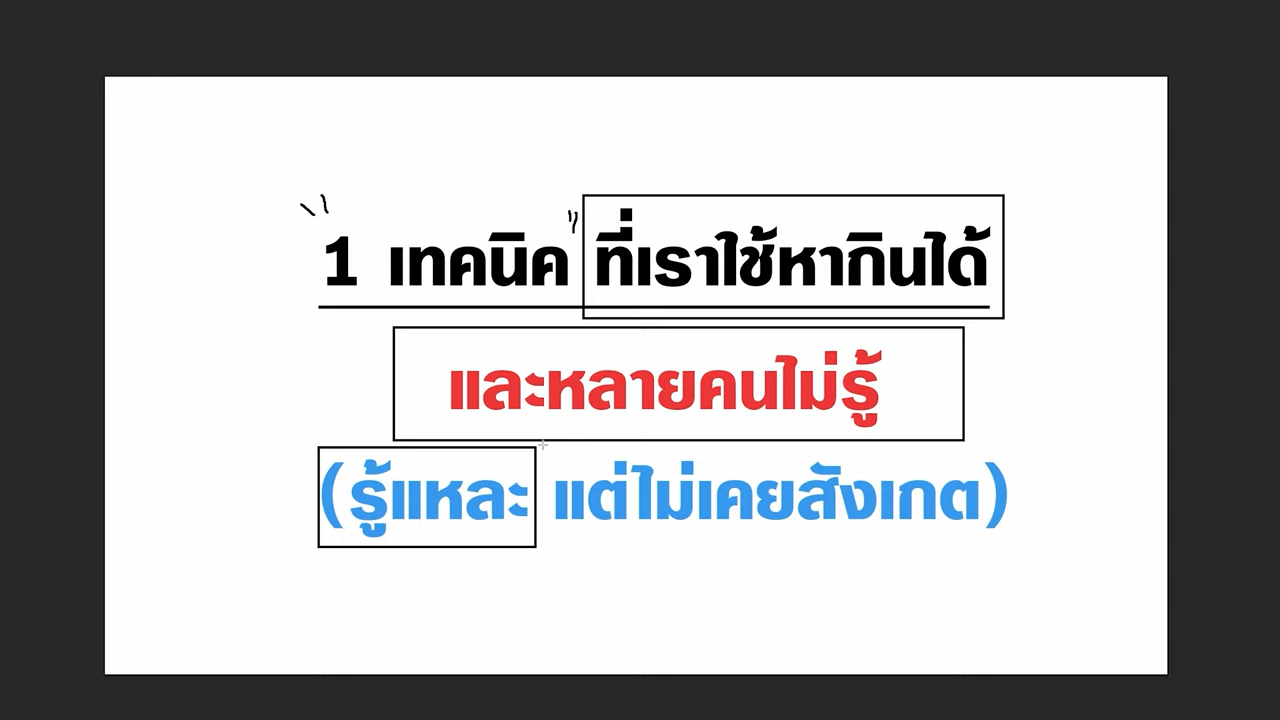 1 เทคนิค ที่เราใช้หากินได้
และหลายคนไม่รู้
(รู้แหละ แต่ไม่เคยสังเกต)